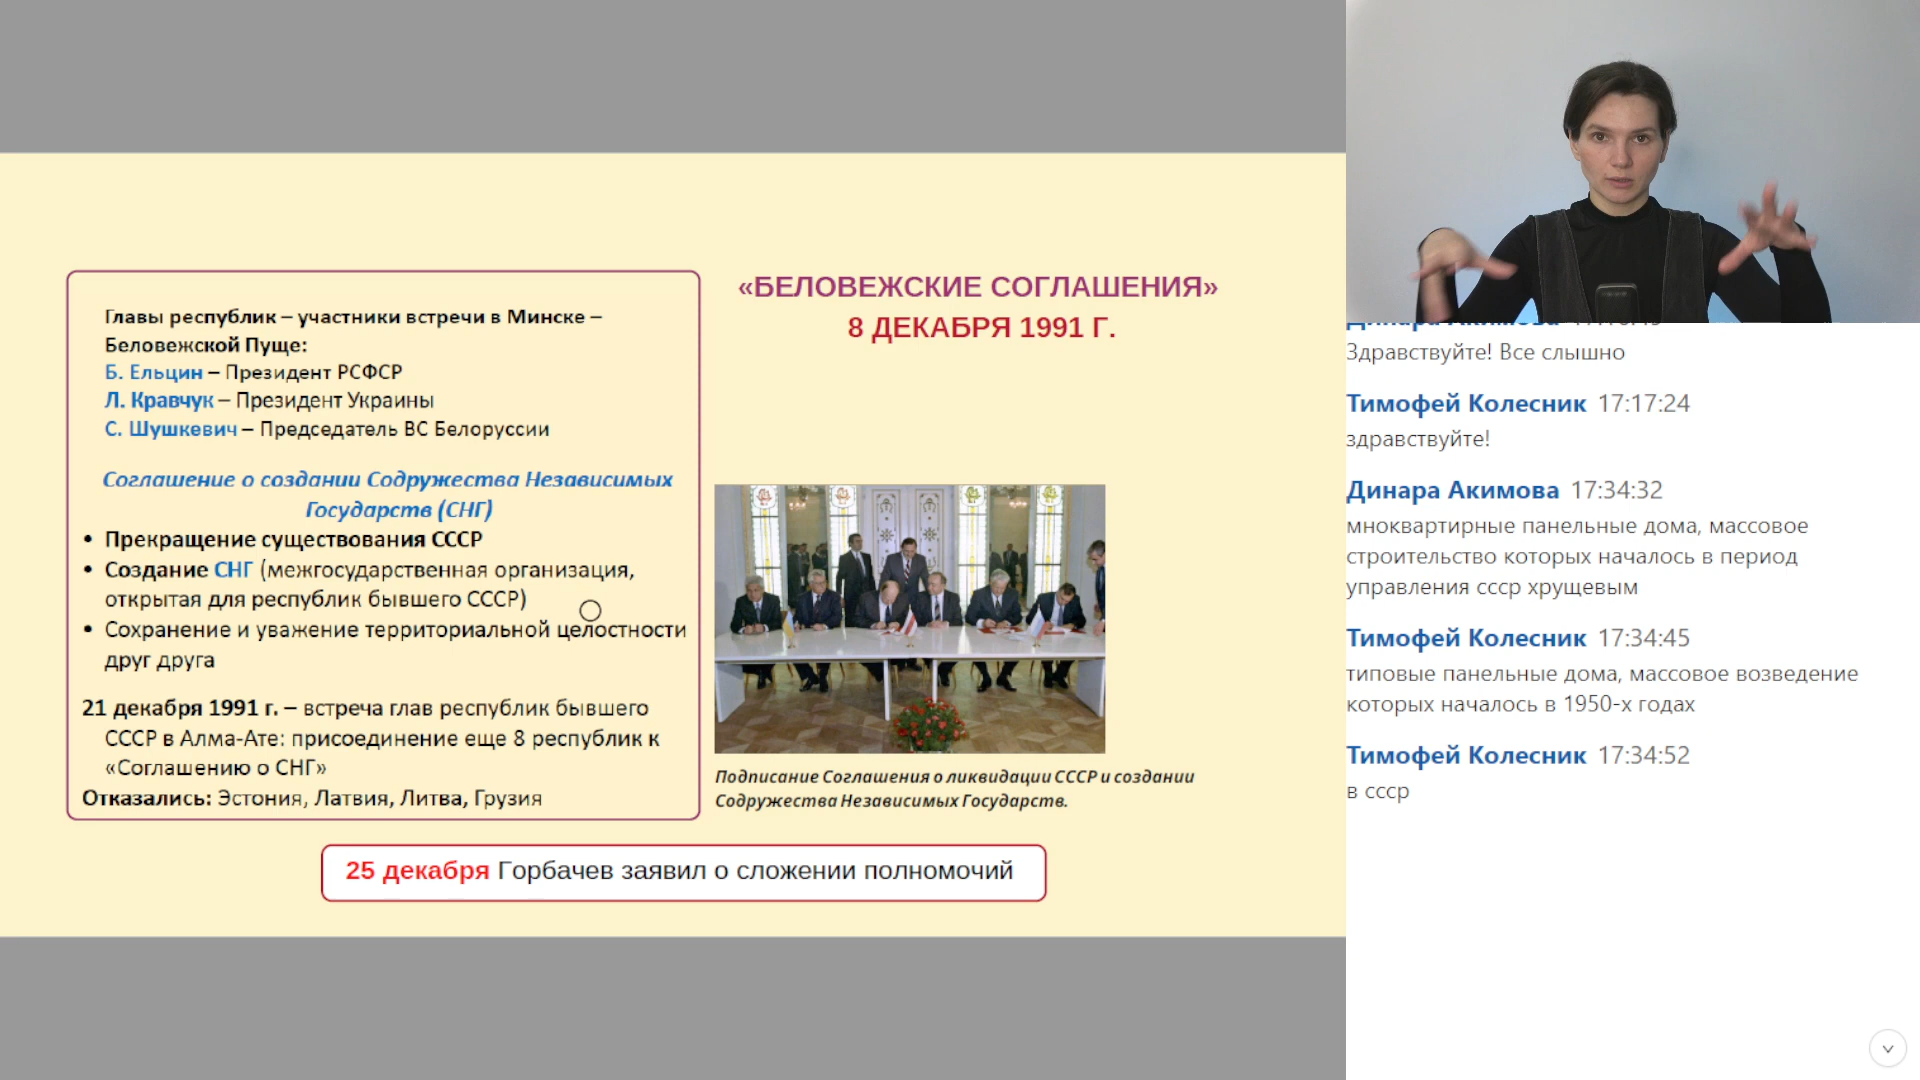 Главы республик – участники встречи в Минске –
Беловежской Пуще:
Б. Ельцин – Президент РСФСР
Л. Кравчук – Президент Украины
С. Шушкевич – Председатель ВС Белоруссии
Соглашение о создании Содружества Независимых
Государств (СНГ)
• Прекращение существования СССР
• Создание СНГ (межгосударственная организация,
открытая для республик бывшего СССР)
• Сохранение и уважение территориальной целостности
друг друга
21 декабря 1991 г. – встреча глав республик бывшего
СССР в Алма-Ате: присоединение еще 8 республик к
«Соглашению о СНГ»
Отказались: Эстония, Латвия, Литва, Грузия
«БЕЛОВЕЖСКИЕ СОГЛАШЕНИЯ»
8 ДЕКАБРЯ 1991 Г.
Подписание Соглашения о ликвидации СССР и создании
Содружества Независимых Государств.
25 декабря Горбачев заявил о сложении полномочий
Динара Акимова
Здравствуйте! Все слышно
Тимофей Колесник 17:17:24
здравствуйте!
Динара Акимова 17:34:32
мноквартирные панельные дома, массовое
строительство которых началось в период
управления ссср хрущевым
Тимофей Колесник 17:34:45
типовые панельные дома, массовое возведение
которых началось в 1950-х годах
Тимофей Колесник 17:34:52
в ссср